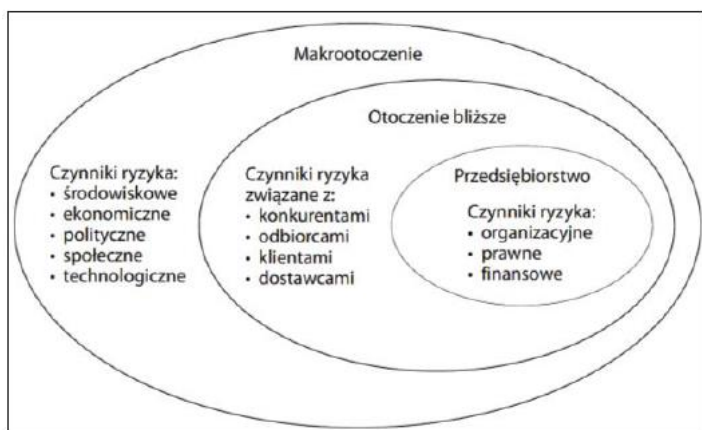 Makrootoczenie
Otoczenie bliższe
Przedsiębiorstwo
Czynniki ryzyka:
• środowiskowe
• ekonomiczne
• polityczne
• społeczne
• technologiczne
Czynniki ryzyka
związane z:
• konkurentami
• odbiorcami
• klientami
• dostawcami
Czynniki ryzyka:
• organizacyjne
• prawne
• finansowe